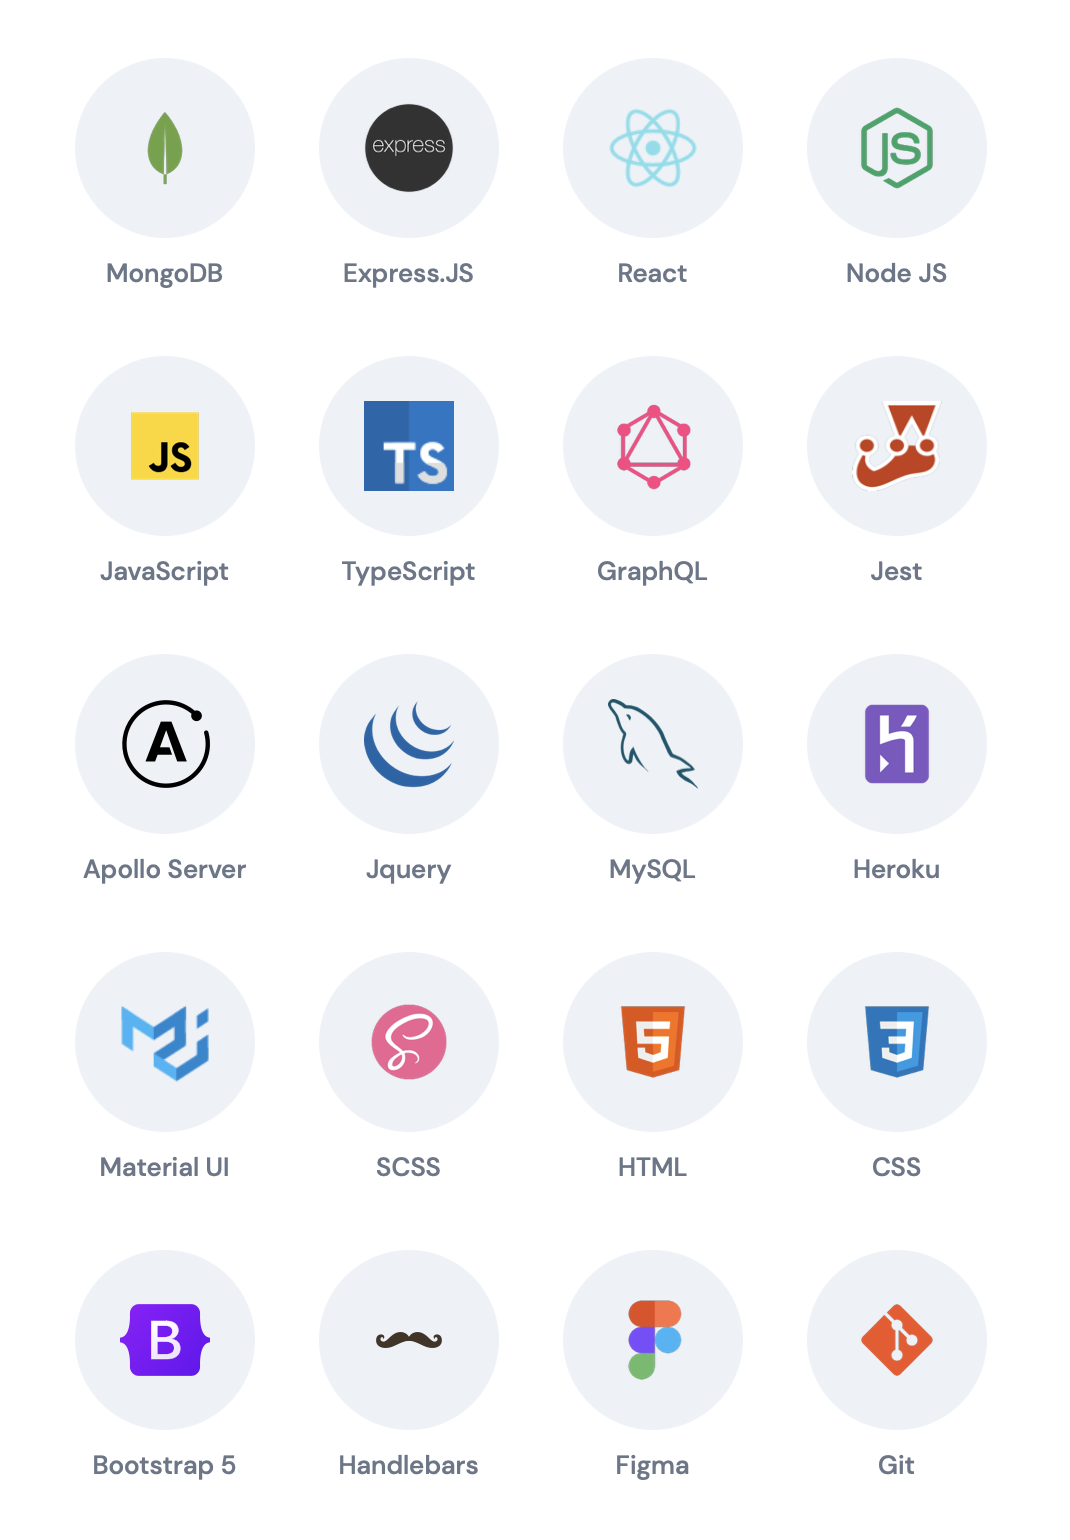 express
JS
MongoDB
Express.JS
React
Node JS
JS
TS
JavaScript
TypeScript
GraphQL
Jest
A
Apollo Server
Jquery
MySQL
Heroku
5
3
Material UI
SCSS
HTML
CSS
B
Bootstrap 5
Handlebars
Figma
Git